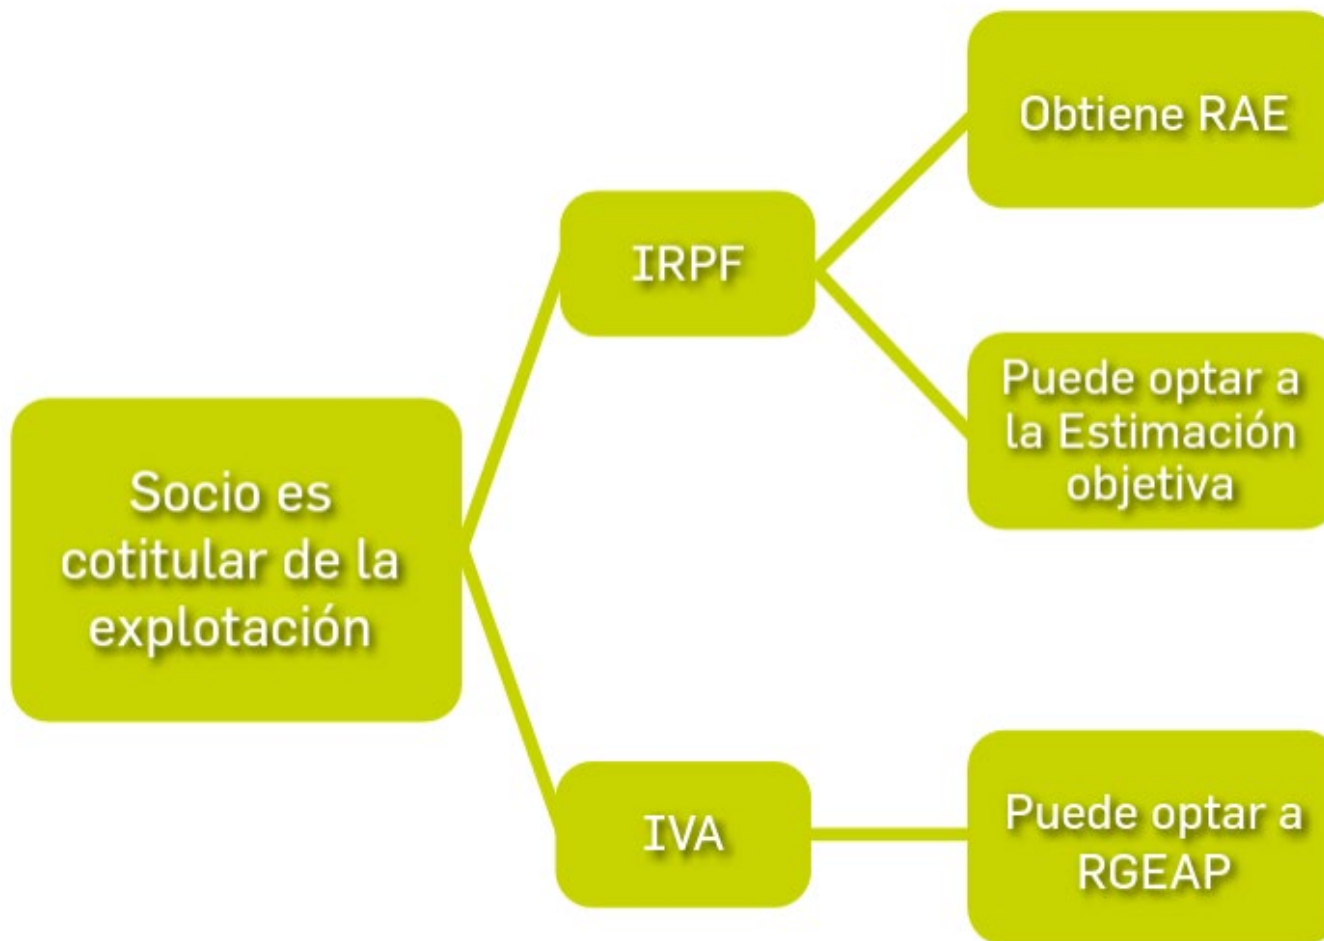 Socio es
cotitular de la
explotación
IRPF
Obtiene RAE
Puede optar a
la Estimación
objetiva
IVA
Puede optar a
RGEAP